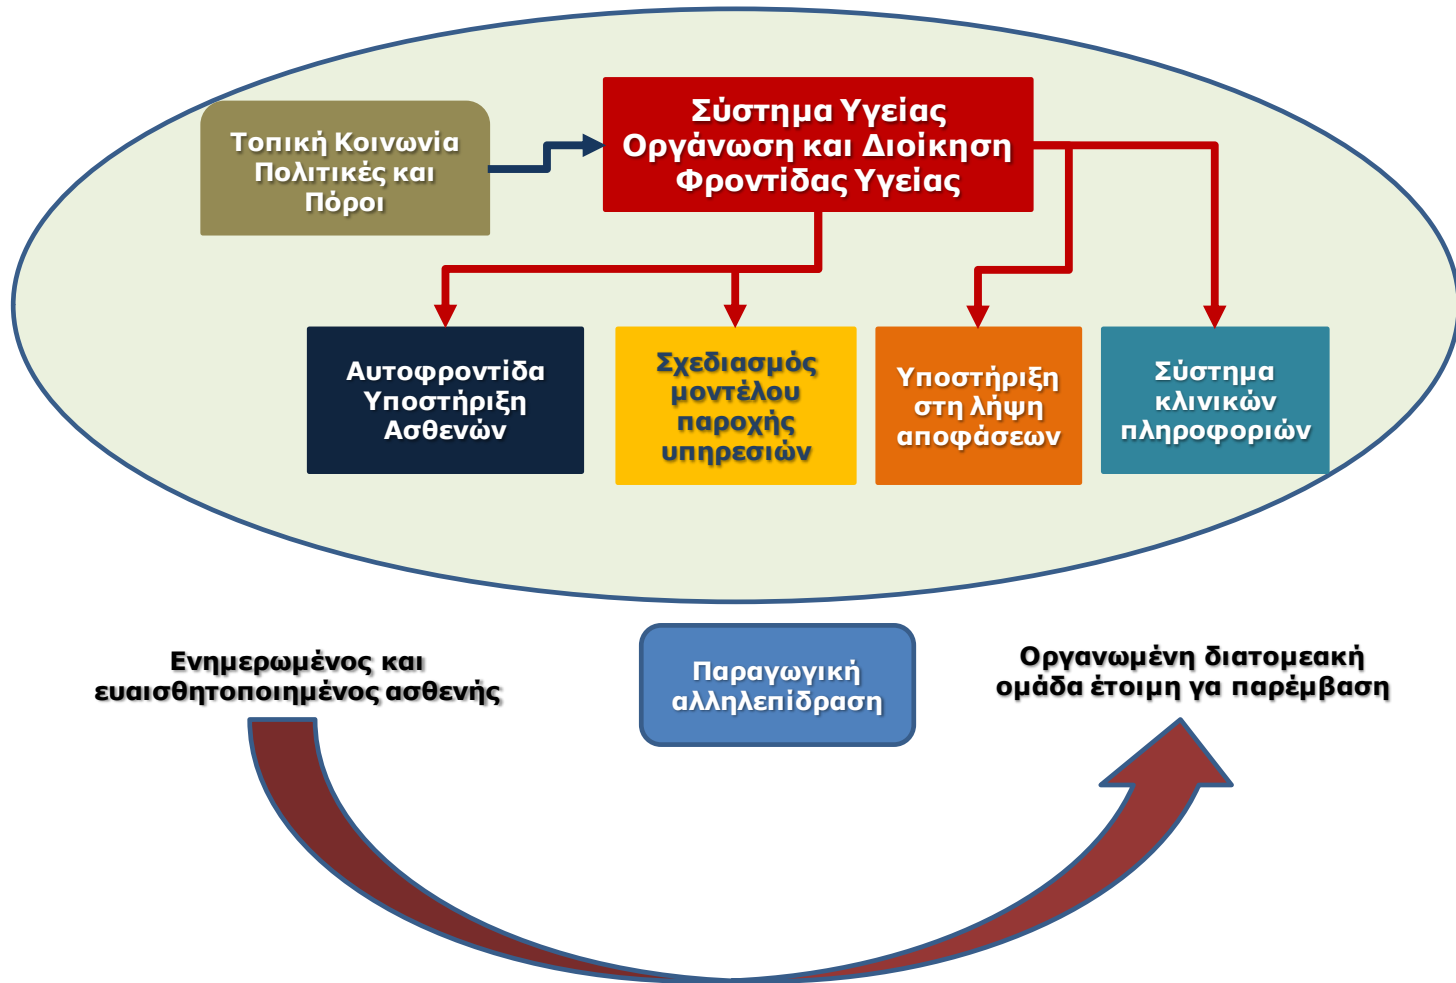 Τοπική Κοινωνία
Πολιτικές και
Πόροι
Σύστημα Υγείας
Οργάνωση και Διοίκηση
Φροντίδας Υγείας
Αυτοφροντίδα
Υποστήριξη
Ασθενών
Σχεδιασμός
μοντέλου
παροχής
υπηρεσιών
Υποστήριξη
στη λήψη
αποφάσεων
Σύστημα
κλινικών
πληροφοριών
Ενημερωμένος και
ευαισθητοποιημένος ασθενής
Παραγωγική
αλληλεπίδραση
Οργανωμένη διατομεακή
ομάδα έτοιμη γα παρέμβαση